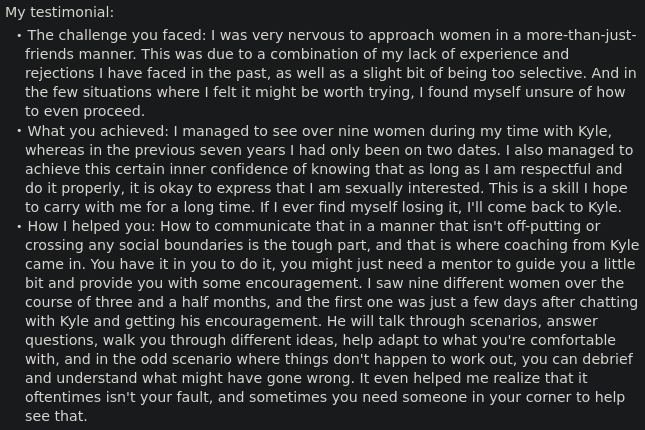 My testimonial:
• The challenge you faced: I was very nervous to approach women in a more-than-just-
friends manner. This was due to a combination of my lack of experience and
rejections I have faced in the past, as well as a slight bit of being too selective. And in
the few situations where I felt it might be worth trying, I found myself unsure of how
to even proceed.
• What you achieved: I managed to see over nine women during my time with Kyle,
whereas in the previous seven years I had only been on two dates. I also managed to
achieve this certain inner confidence of knowing that as long as I am respectful and
do it properly, it is okay to express that I am sexually interested. This is a skill I hope
to carry with me for a long time. If I ever find myself losing it, I'll come back to Kyle.
• How I helped you: How to communicate that in a manner that isn't off-putting or
crossing any social boundaries is the tough part, and that is where coaching from Kyle
came in. You have it in you to do it, you might just need a mentor to guide you a little
bit and provide you with some encouragement. I saw nine different women over the
course of three and a half months, and the first one was just a few days after chatting
with Kyle and getting his encouragement. He will talk through scenarios, answer
questions, walk you through different ideas, help adapt to what you're comfortable
with, and in the odd scenario where things don't happen to work out, you can debrief
and understand what might have gone wrong. It even helped me realize that it
oftentimes isn't your fault, and sometimes you need someone in your corner to help
see that.